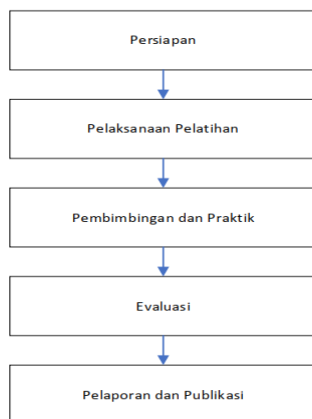 Persiapan
Pelaksanaan Pelatihan
Pembimbingan dan Praktik
Evaluasi
Pelaporan dan Publikasi